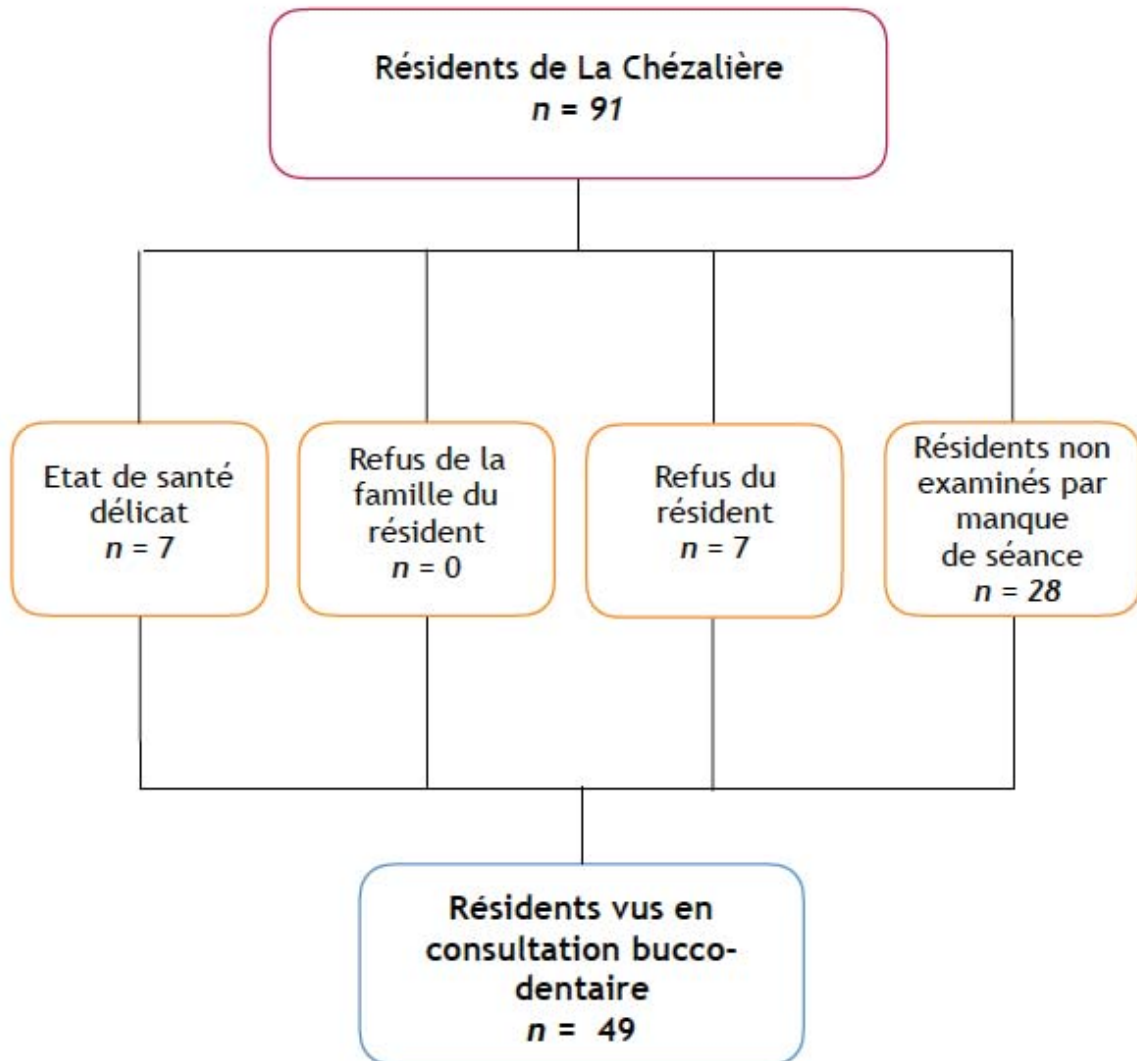 Résidents de La Chézalière
n = 91
Etat de santé
délicat
n = 7
Refus de la
famille du
résident
n = 0
Refus du
résident
n = 7
Résidents non
examinés par
manque
de séance
n = 28
Résidents vus en
consultation bucco-
dentaire
n = 49